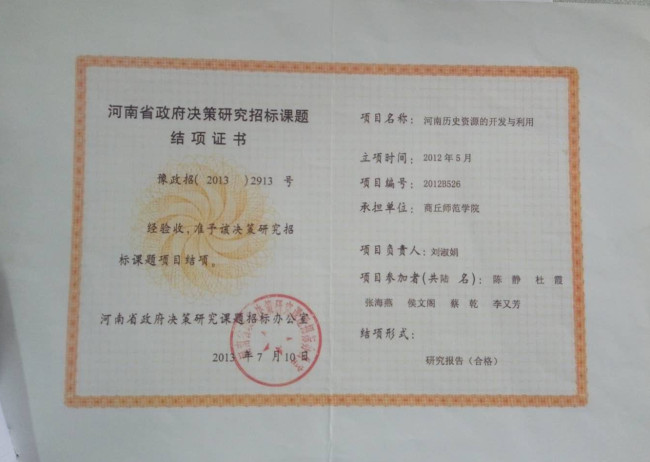 河南省政府决策研究招标课题
结项证书
豫政招( 2013 )2913 号
经验收,准予该决策研究招
标课题项目结项。
河南省政府决策研究课题招标办公室
2013 年 7 月 10 日
项目名称: 河南历史资源的开发与利用
立项时间: 2012 年 5 月
项目编号: 2012B526
承担单位: 商丘师范学院
项目负责人: 刘淑娟
项目参加者(共陆 名): 陈 静 杜 霞
张海燕 侯文阁 蔡 乾 李又芳
结项形式:
研究报告(合格)